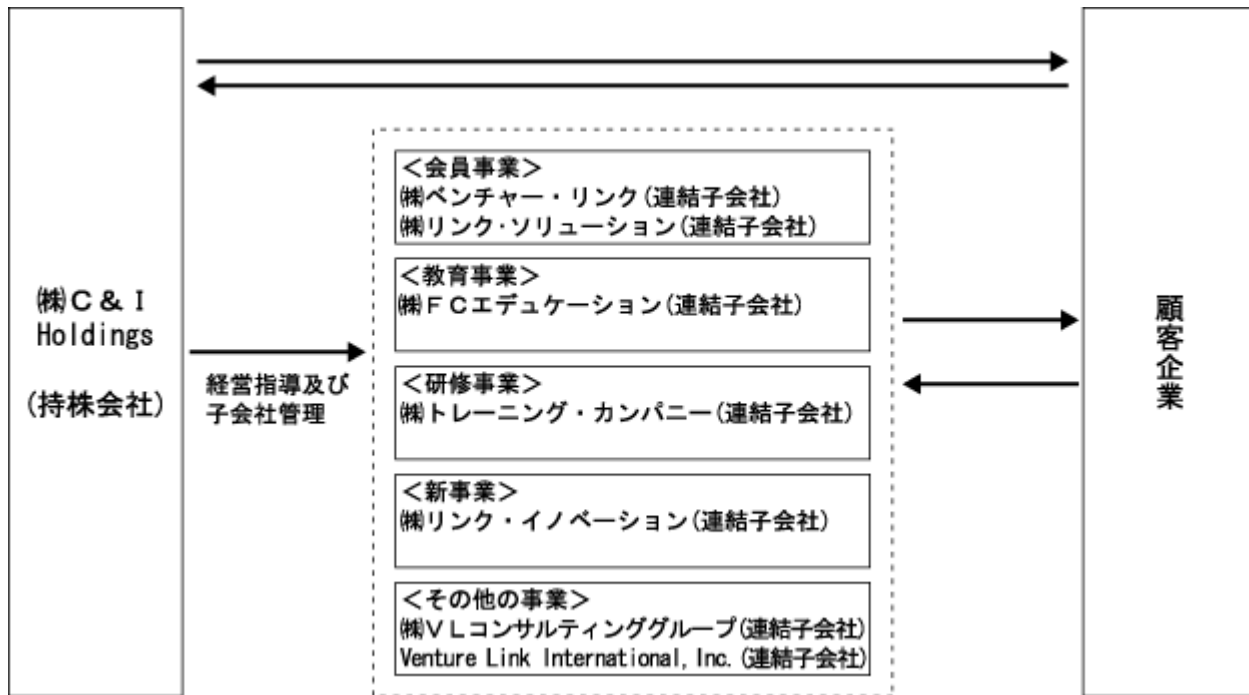 ㈱Ｃ＆Ｉ
Holdings
(持株会社)
経営指導及び
子会社管理
＜会員事業＞
㈱ベンチャー・リンク(連結子会社)
㈱リンク・ソリューション(連結子会社)
＜教育事業＞
㈱ＦＣエデュケーション(連結子会社)
＜研修事業＞
㈱トレーニング・カンパニー(連結子会社)
＜新事業＞
㈱リンク・イノベーション(連結子会社)
＜その他の事業＞
㈱ＶＬコンサルティンググループ(連結子会社)
Venture Link International, Inc. (連結子会社)
顧客企業